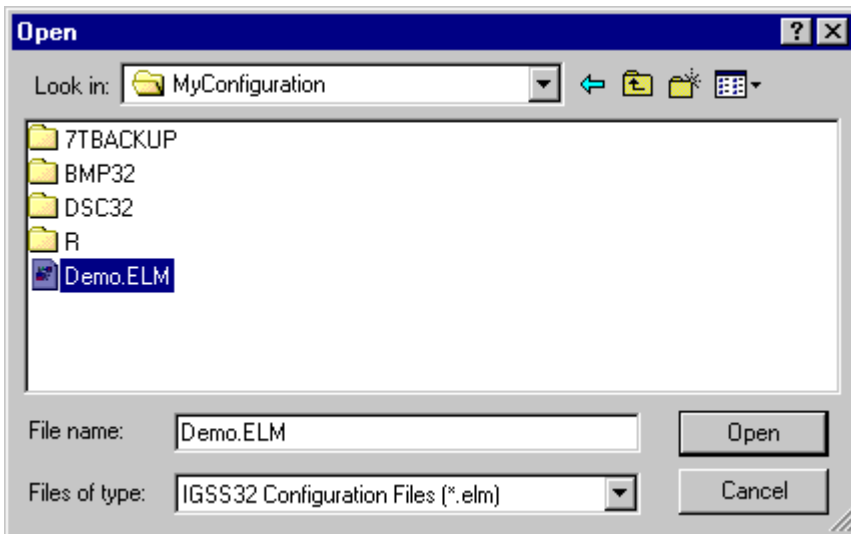 Open
Look in: MyConfiguration
7TBACKUP
BMP32
DSC32
R
Demo.ELM
File name: Demo.ELM Open
Files of type: IGSS32 Configuration Files (*.elm) Cancel